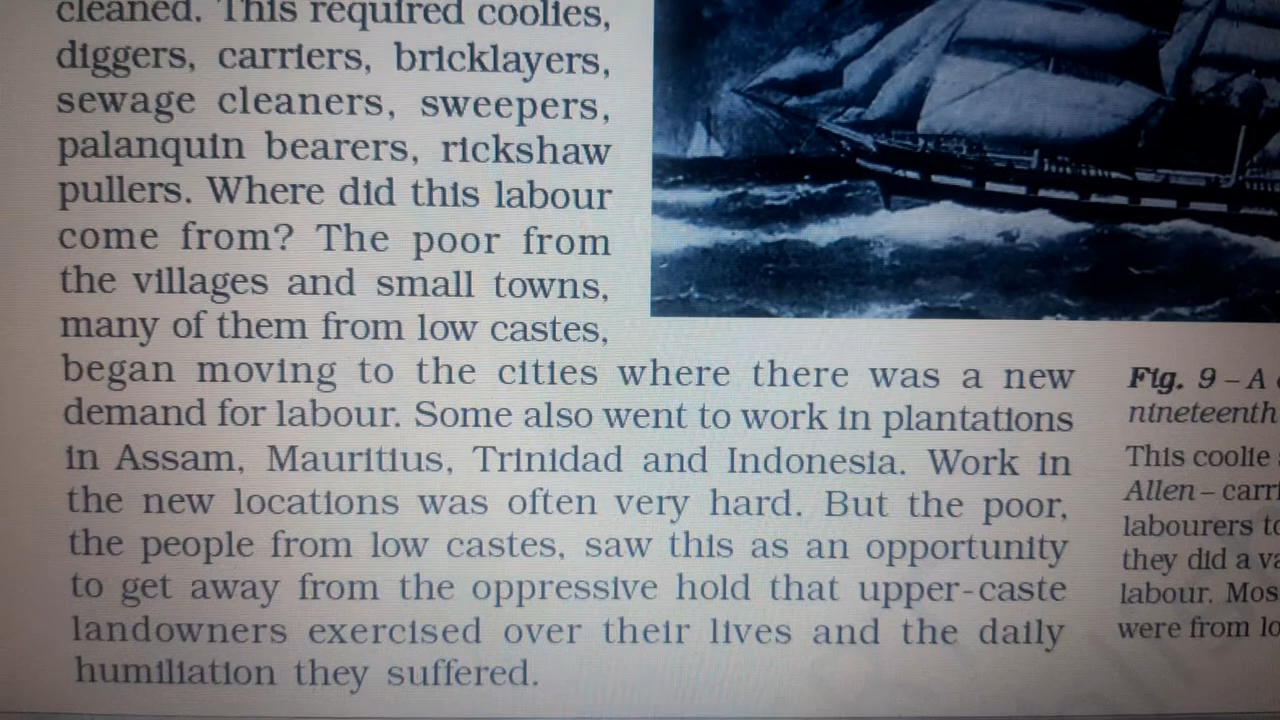 cleaned. This required coolies,
diggers, carriers, bricklayers,
sewage cleaners, sweepers,
palanquin bearers, rickshaw
pullers. Where did this labour
come from? The poor from
the villages and small towns,
many of them from low castes,
began moving to the cities where there was a new
demand for labour. Some also went to work in plantations
in Assam, Mauritius, Trinidad and Indonesia. Work in
the new locations was often very hard. But the poor,
the people from low castes, saw this as an opportunity
to get away from the oppressive hold that upper-caste
landowners exercised over their lives and the daily
humiliation they suffered.
Fig. 9 – A
nineteenth
This coolie
Allen – carr
labourers to
they did a va
labour. Mos
were from lo